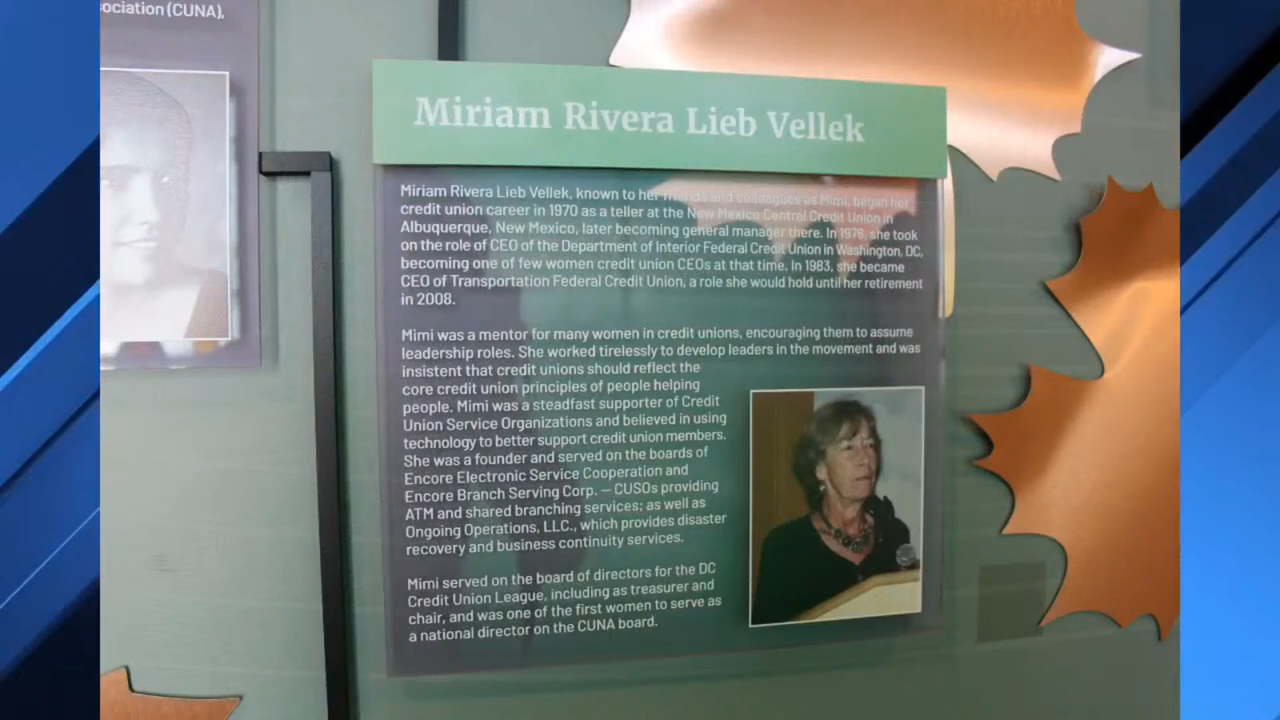 ociation (CUNA),
Miriam Rivera Lieb Vellek
Miriam Rivera Lieb Vellek, known to her friends and colleagues as Mimi, began her
credit union career in 1970 as a teller at the New Mexico Central Credit Union in
Albuquerque, New Mexico, later becoming general manager there. In 1976, she took
on the role of CEO of the Department of Interior Federal Credit Union in Washington, DC,
becoming one of few women credit union CEOs at that time. In 1983, she became
CEO of Transportation Federal Credit Union, a role she would hold until her retirement
in 2008.
Mimi was a mentor for many women in credit unions, encouraging them to assume
leadership roles. She worked tirelessly to develop leaders in the movement and was
insistent that credit unions should reflect the
core credit union principles of people helping
people. Mimi was a steadfast supporter of Credit
Union Service Organizations and believed in using
technology to better support credit union members.
She was a founder and served on the boards of
Encore Electronic Service Cooperation and
Encore Branch Serving Corp. — CUSOs providing
ATM and shared branching services; as well as
Ongoing Operations, LLC., which provides disaster
recovery and business continuity services.
Mimi served on the board of directors for the DC
Credit Union League, including as treasurer and
chair, and was one of the first women to serve as
a national director on the CUNA board.